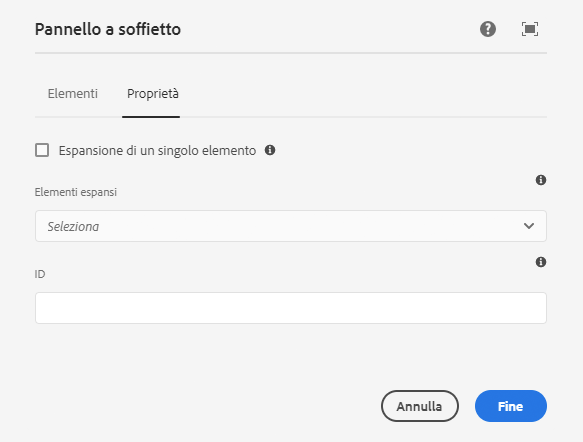 Pannello a soffietto
Elementi Proprietà
Espansione di un singolo elemento
Elementi espansi
Seleziona
ID
Annulla Fine